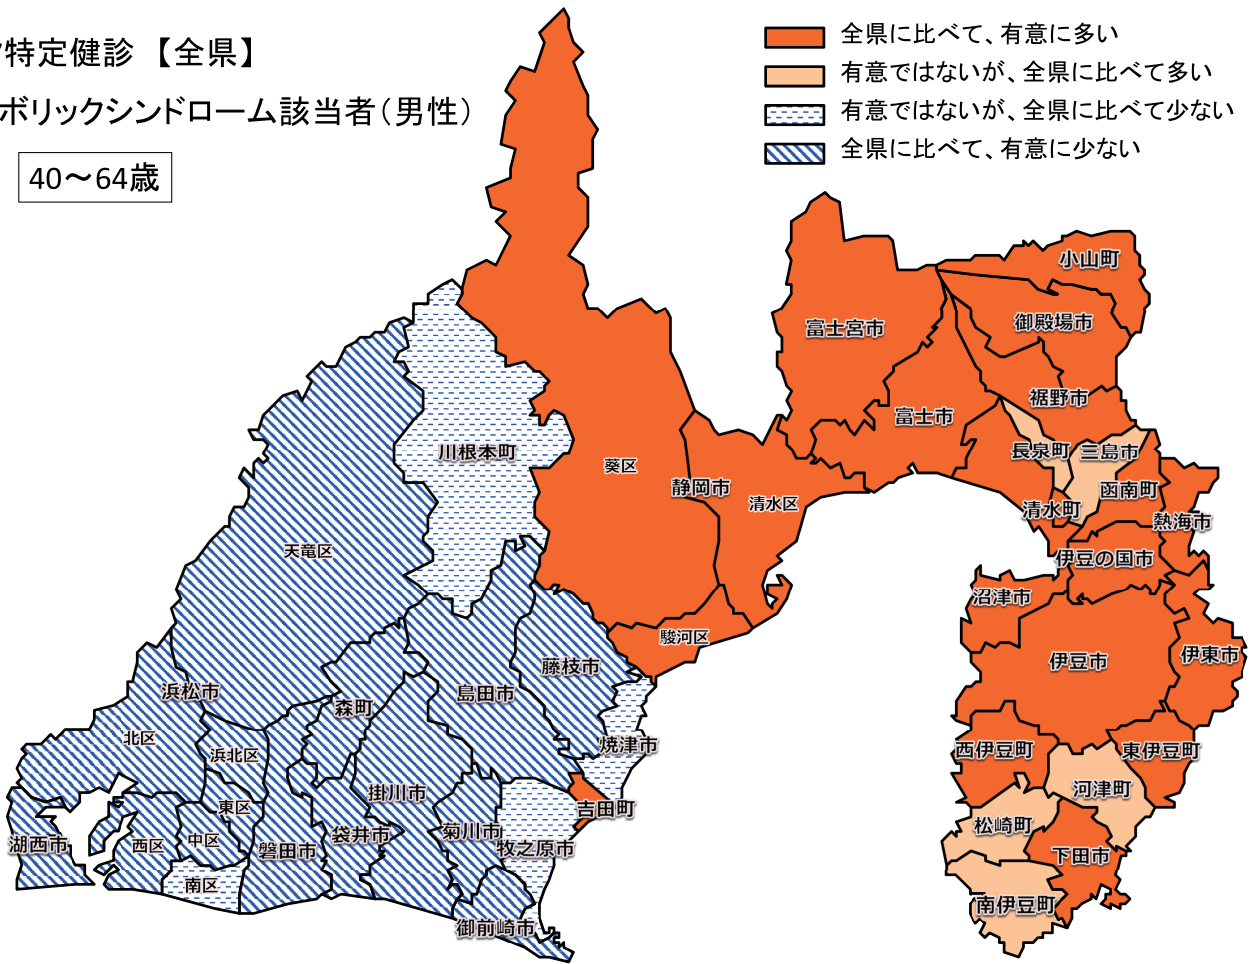 特定健診 【全県】
ボリックシンドローム該当者(男性)
40～64歳
全県に比べて、有意に多い
有意ではないが、全県に比べて多い
有意ではないが、全県に比べて少ない
全県に比べて、有意に少ない
小山町
御殿場市
富士宮市
裾野市
富士市
長泉町
三島市
川根本町
葵区
静岡市
清水区
函南町
清水町
熱海市
天竜区
伊豆の国市
沼津市
駿河区
伊豆市
伊東市
藤枝市
島田市
浜松市
森町
北区
浜北区
焼津市
西伊豆町
東伊豆町
河津町
掛川市
東区
吉田町
松崎町
湖西市
西区
中区
磐田市
袋井市
菊川市
牧之原市
下田市
南区
南伊豆町
御前崎市